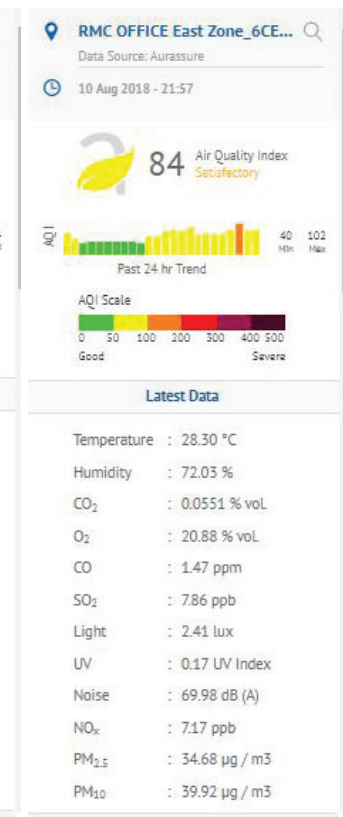 RMC OFFICE East Zone_6CE...
Data Source: Aurassure
10 Aug 2018 - 21:57
84 Air Quality Index
Satisfactory
AQI
40 102
Min Max
Past 24 hr Trend
AQI Scale
0 50 100 200 300 400 500
Good Severe
Latest Data
Temperature : 28.30 °C
Humidity : 72.03 %
CO₂ : 0.0551 % vol.
O₂ : 20.88 % vol.
CO : 1.47 ppm
SO₂ : 7.86 ppb
Light : 2.41 lux
UV : 0.17 UV Index
Noise : 69.98 dB (A)
NOₓ : 7.17 ppb
PM₂.₅ : 34.68 µg / m3
PM₁₀ : 39.92 µg / m3